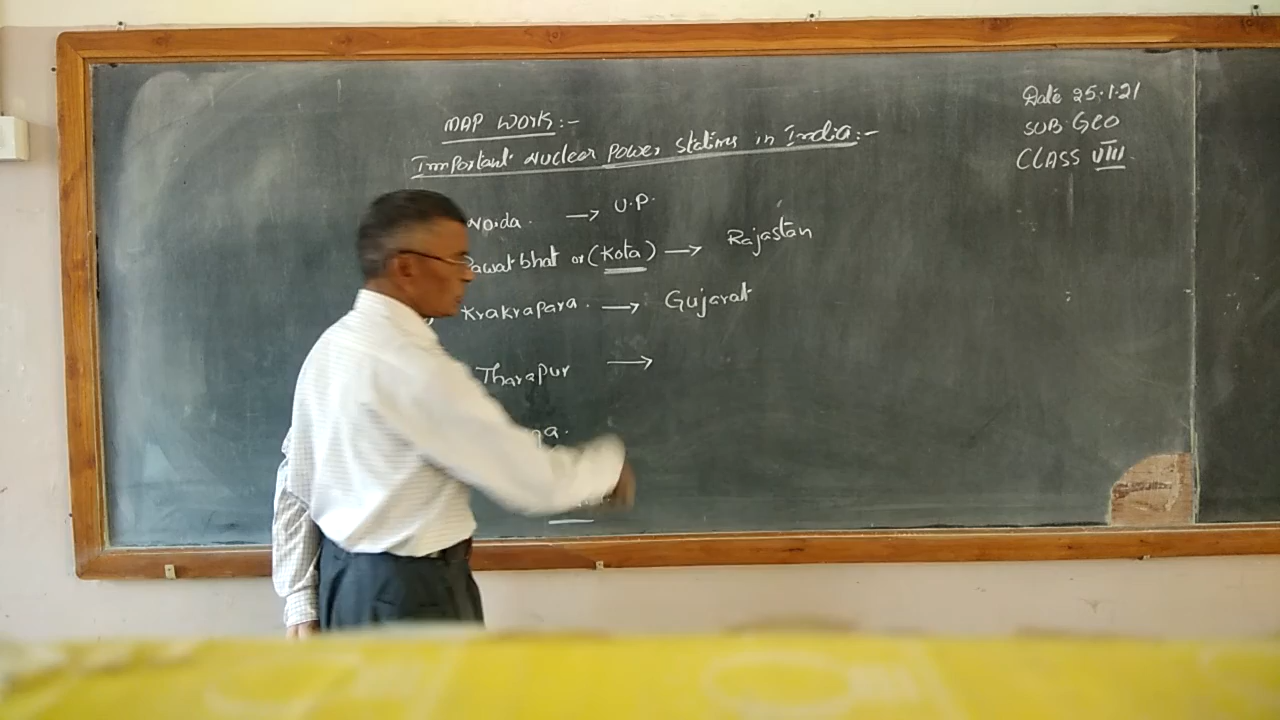 Date 25.1.21
SUB: GEO
CLASS VIII
MAP WORK:-
Important Nuclear Power Stations in India:-
Noida. → U.P.
Rawatbhat or (Kota) → Rajastan
Krakrapara. → Gujarat
Tharapur →